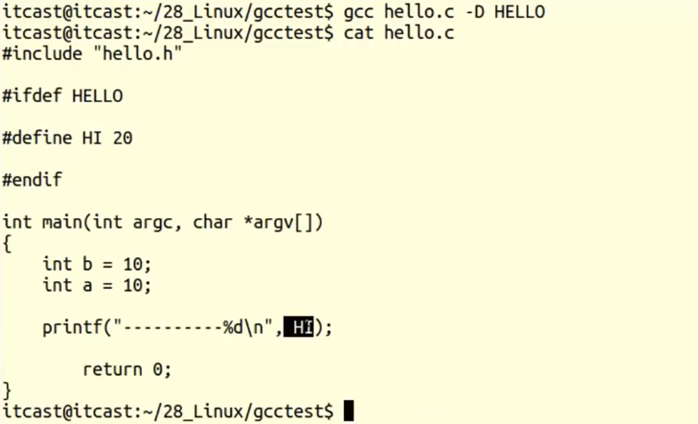 itcast@itcast:~/28_Linux/gcctest$ gcc hello.c -D HELLO
itcast@itcast:~/28_Linux/gcctest$ cat hello.c
#include "hello.h"
#ifdef HELLO
#define HI 20
#endif
int main(int argc, char *argv[])
{
    int b = 10;
    int a = 10;
    printf("----------%d\n", HI);
        return 0;
}
itcast@itcast:~/28_Linux/gcctest$